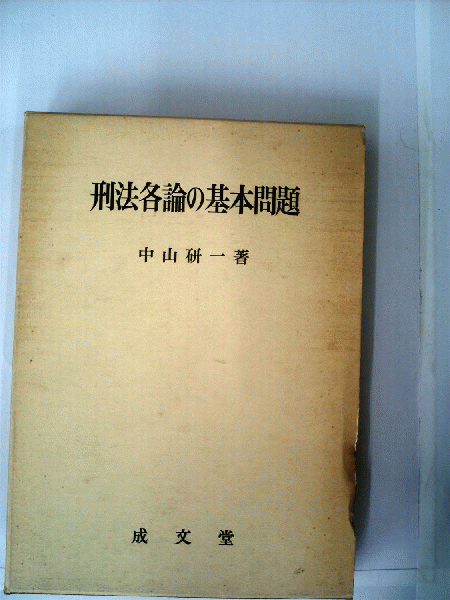 刑法各論の基本問題
中山研一著
成文堂